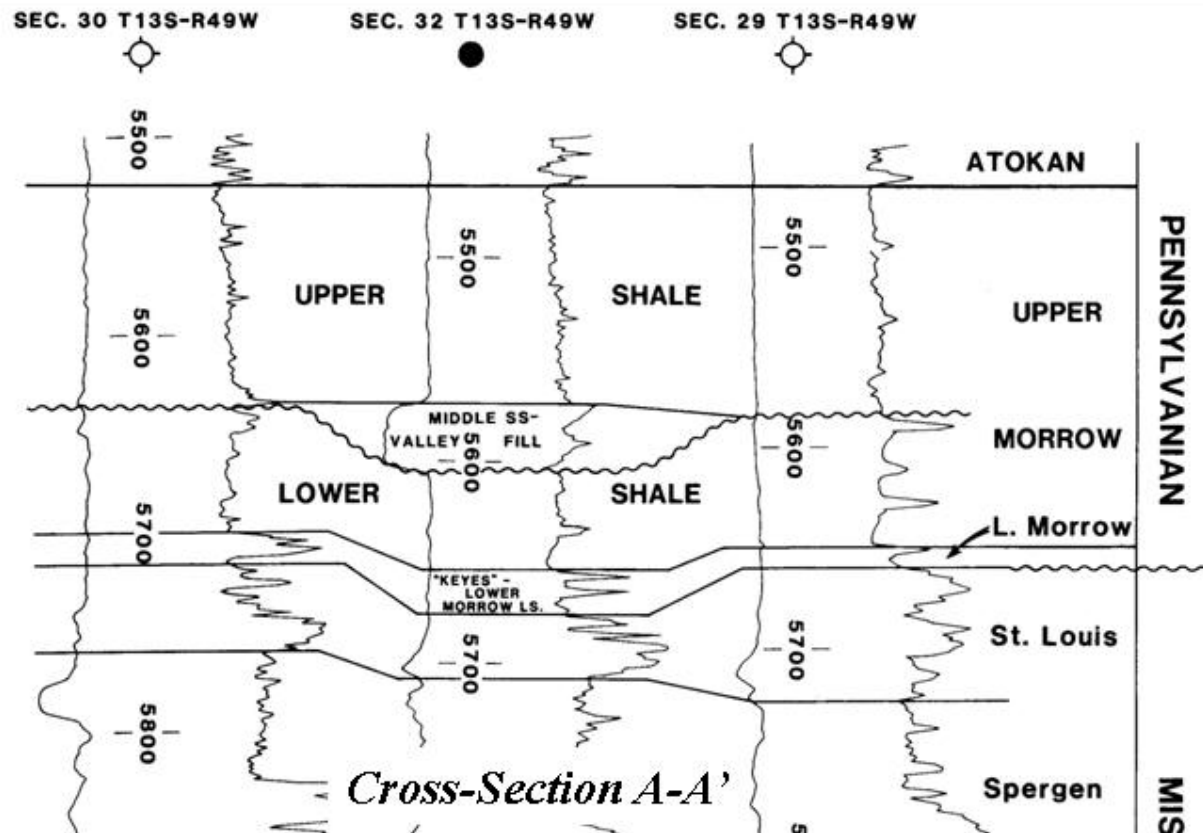 SEC. 30 T13S-R49W
SEC. 32 T13S-R49W
SEC. 29 T13S-R49W
5500
ATOKAN
5500
5500
UPPER
SHALE
UPPER
PENNSYLVANIAN
5600
MIDDLE SS-
VALLEY FILL
5600
5600
MORROW
LOWER
SHALE
5700
L. Morrow
"KEYES" -
LOWER
MORROW LS.
St. Louis
5700
5700
5800
Cross-Section A-A'
Spergen
MIS